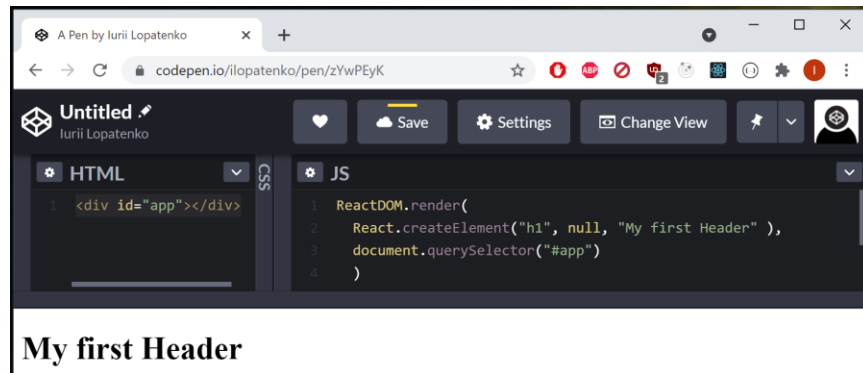 A Pen by Iurii Lopatenko
codepen.io/ilopatenko/pen/zYwPEyK
ABP
2
I
Untitled
Iurii Lopatenko
Save
Settings
Change View
HTML
CSS
JS
1 <div id="app"></div>
1 ReactDOM.render(
2 React.createElement("h1", null, "My first Header" ),
3 document.querySelector("#app")
4 )
My first Header